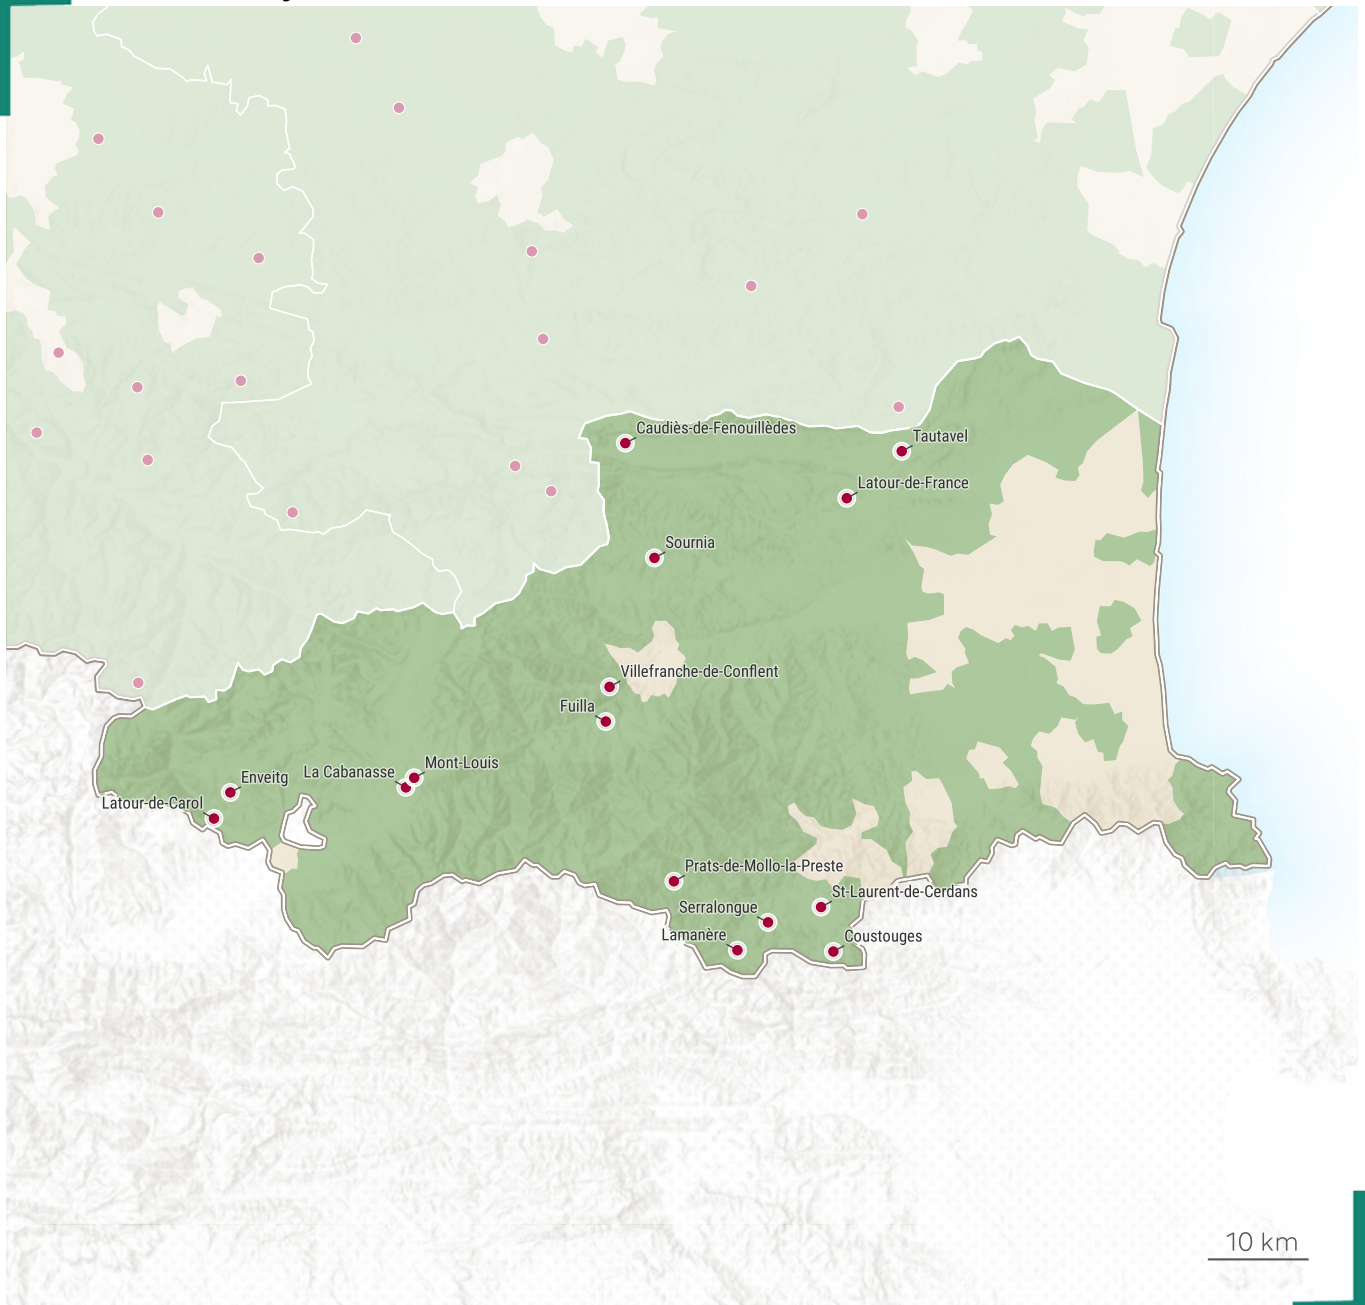 Caudiès-de-Fenouillèdes
Tautavel
Latour-de-France
Sournia
Villefranche-de-Conflent
Fuilla
Mont-Louis
La Cabanasse
Enveitg
Latour-de-Carol
Prats-de-Mollo-la-Preste
St-Laurent-de-Cerdans
Serralongue
Lamanère
Coustouges
10 km